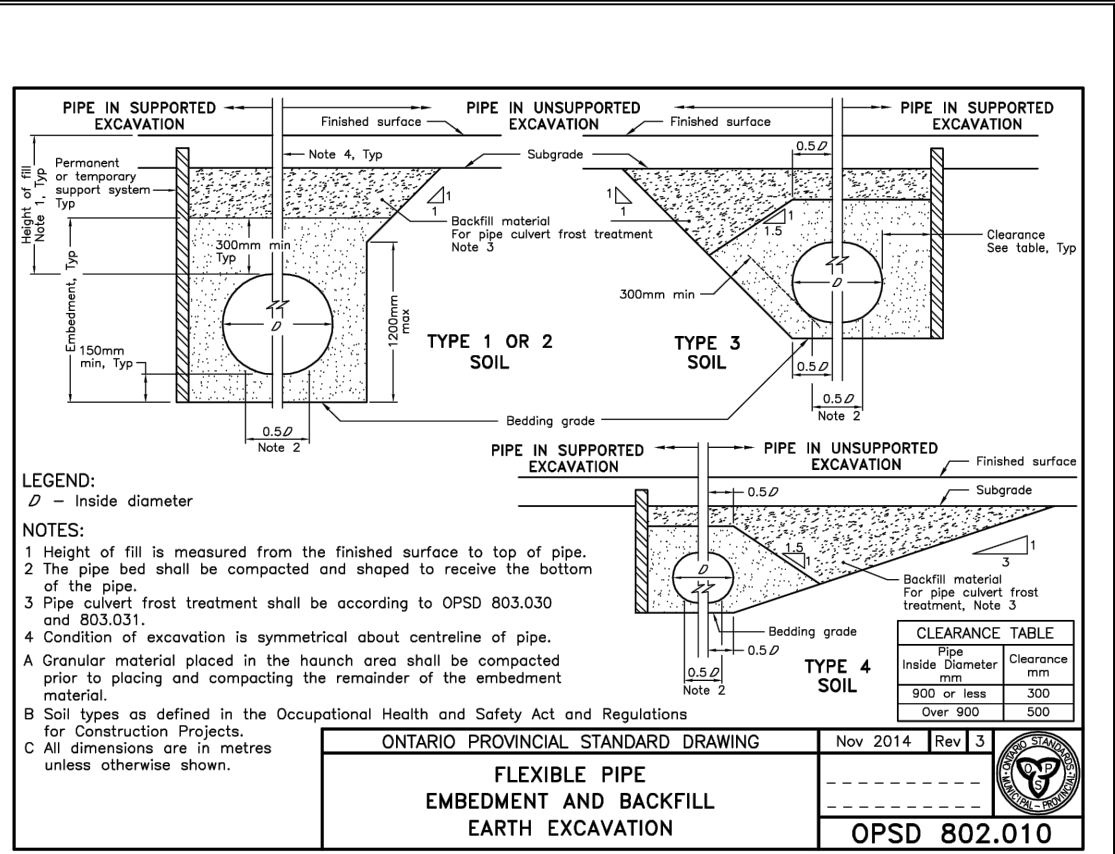 PIPE IN SUPPORTED
EXCAVATION
PIPE IN UNSUPPORTED
EXCAVATION
PIPE IN SUPPORTED
EXCAVATION
Finished surface
Finished surface
Note 4, Typ
Subgrade
0.5D
Height of fill
Note 1, Typ
Permanent
or temporary
support system
Typ
1
1
Backfill material
For pipe culvert frost treatment
Note 3
1
1
1
1.5
Clearance
See table, Typ
300mm min
Typ
Embedment, Typ
D
1200mm
max
300mm min
D
150mm
min, Typ
TYPE 1 OR 2
SOIL
TYPE 3
SOIL
0.5D
0.5D
Note 2
Bedding grade
0.5D
Note 2
PIPE IN SUPPORTED
EXCAVATION
PIPE IN UNSUPPORTED
EXCAVATION
Finished surface
0.5D
Subgrade
1.5
1
1
3
D
Backfill material
For pipe culvert frost
treatment, Note 3
Bedding grade
0.5D
0.5D
Note 2
TYPE 4
SOIL
LEGEND:
D – Inside diameter
NOTES:
1 Height of fill is measured from the finished surface to top of pipe.
2 The pipe bed shall be compacted and shaped to receive the bottom
of the pipe.
3 Pipe culvert frost treatment shall be according to OPSD 803.030
and 803.031.
4 Condition of excavation is symmetrical about centreline of pipe.
A Granular material placed in the haunch area shall be compacted
prior to placing and compacting the remainder of the embedment
material.
B Soil types as defined in the Occupational Health and Safety Act and Regulations
for Construction Projects.
C All dimensions are in metres
unless otherwise shown.
CLEARANCE TABLE
Pipe
Inside Diameter
mm
Clearance
mm
900 or less 300
Over 900 500
ONTARIO PROVINCIAL STANDARD DRAWING
Nov 2014 Rev 3
FLEXIBLE PIPE
EMBEDMENT AND BACKFILL
EARTH EXCAVATION
ONTARIO STANDARDS
MUNICIPAL – PROVINCIAL
O P S
OPSD 802.010